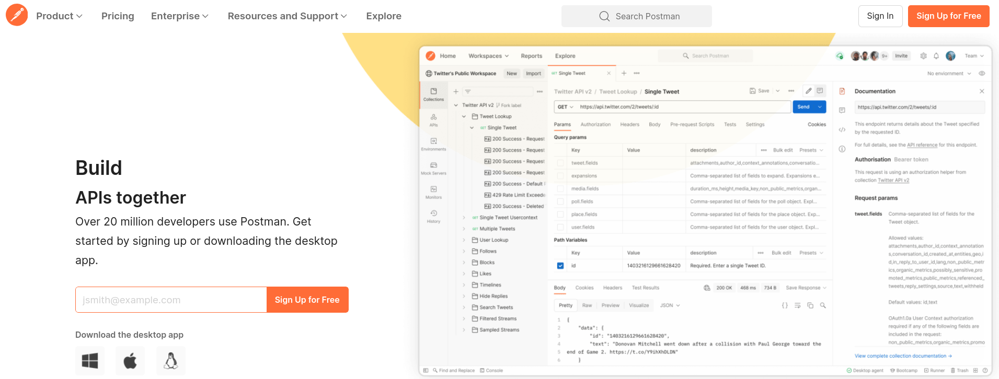 Product Pricing Enterprise Resources and Support Explore Search Postman Sign In Sign Up for Free
Build
APIs together
Over 20 million developers use Postman. Get
started by signing up or downloading the desktop
app.
jsmith@example.com Sign Up for Free
Download the desktop app
Home Workspaces Reports Explore Search Postman 9+ Invite Team
Twitter's Public Workspace New Import GET Single Tweet No enviornment
Collections
APIs
Environments
Mock Servers
Monitors
History
Twitter API v2 Fork label
Tweet Lookup
GET Single Tweet
200 Success - Request
200 Success - Request
200 Success - Request
200 Success - Request
200 Success - Default
429 Rate Limit Exceede
200 Success - Deleted
GET Single Tweet Usercontext
GET Multiple Tweets
User Lookup
Follows
Blocks
Likes
Timelines
Hide Replies
Search Tweets
Filtered Streams
Sampled Streams
Twitter API v2 / Tweet Lookup / Single Tweet Save
GET https://api.twitter.com/2/tweets/:id Send
Params Authorization Headers Body Pre-request Scripts Tests Settings Cookies
Query params
Key Value description Bulk edit Presets
tweet.fields attachments,author_id,context_annotations,conversatio...
expansions Comma-separated list of fields to expand. Expansions e...
media.fields duration_ms,height,media_key,non_public_metrics,organ...
poll.fields Comma-separated list of fields for the poll object. Expl...
place.fields Comma-separated list of fields for the place object. Exp...
user.fields Comma-separated list of fields for the user object. Expl...
Path Variables
Key Value description Bulk edit Presets
id 1403216129661628420 Required. Enter a single Tweet ID.
Body Cookies Headers Test Results 200 OK 468 ms 734 B Save Response
Pretty Raw Preview Visualize JSON {}
1 {
2 "data": {
3 "id": "1403216129661628420",
4 "text": "Donovan Mitchell went down after a collision with Paul George toward the
5 end of Game 2. https://t.co/Y9ihXhDLDN"
6 }
Documentation
https://api.twitter.com/2/tweets/:id
This endpoint returns details about the Tweet specified
by the requested ID.
For full details, see the API reference for this endpoint.
Authorisation Bearer token
This request is using an authorization helper from
collection Twitter API v2
Request params
tweet.fields Comma-separated list of fields for the
Tweet object.
Allowed values:
attachments,author_id,context_annotation
s,conversation_id,created_at,entities,geo,i
d,in_reply_to_user_id,lang,non_public_metr
ics,organic_metrics,possibly_sensitive,pro
moted_metrics,public_metrics,referenced_
tweets,reply_settings,source,text,withheld
Default values: id,text
OAuth1.0a User Context authorization
required if any of the following fields are
included in the request:
non_public_metrics,organic_metrics,promo
View complete collection documentation →
Find and Replace Console Desktop agent Bootcamp Runner Trash